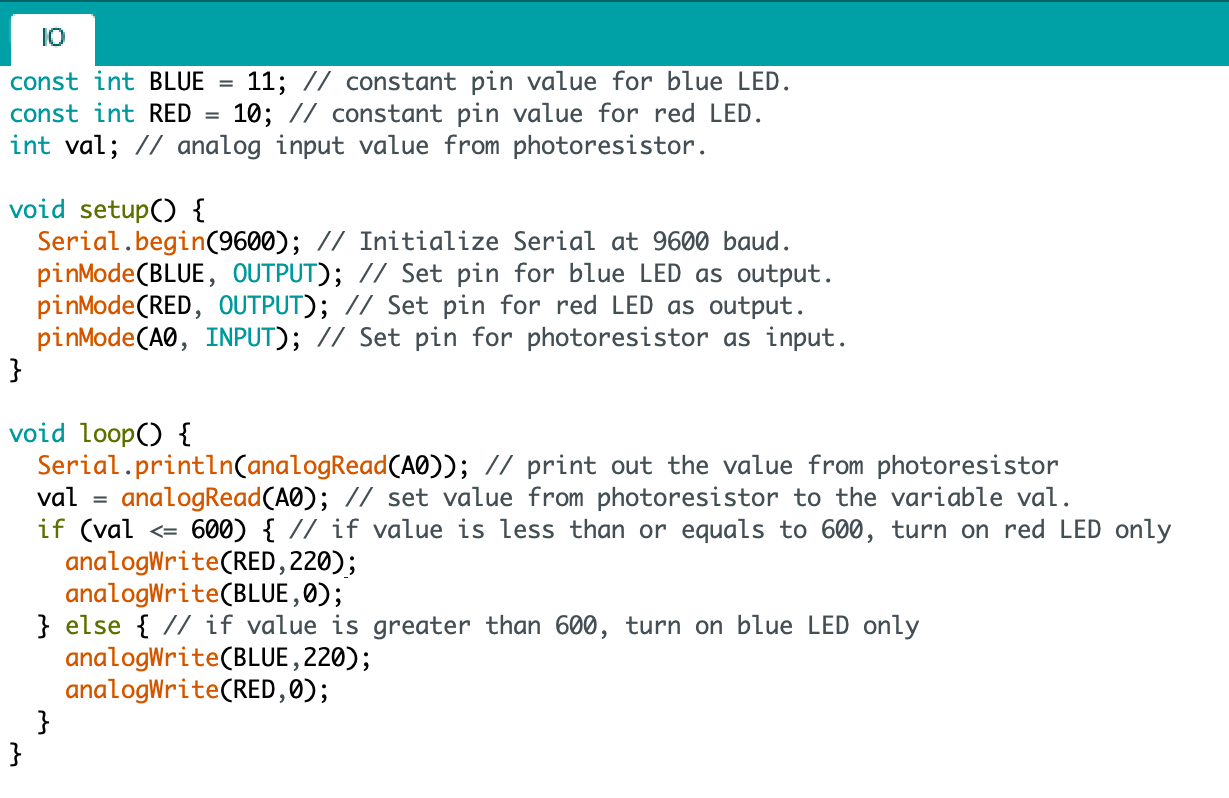 IO
const int BLUE = 11; // constant pin value for blue LED.
const int RED = 10; // constant pin value for red LED.
int val; // analog input value from photoresistor.

void setup() {
  Serial.begin(9600); // Initialize Serial at 9600 baud.
  pinMode(BLUE, OUTPUT); // Set pin for blue LED as output.
  pinMode(RED, OUTPUT); // Set pin for red LED as output.
  pinMode(A0, INPUT); // Set pin for photoresistor as input.
}

void loop() {
  Serial.println(analogRead(A0)); // print out the value from photoresistor
  val = analogRead(A0); // set value from photoresistor to the variable val.
  if (val <= 600) { // if value is less than or equals to 600, turn on red LED only
    analogWrite(RED,220);
    analogWrite(BLUE,0);
  } else { // if value is greater than 600, turn on blue LED only
    analogWrite(BLUE,220);
    analogWrite(RED,0);
  }
}